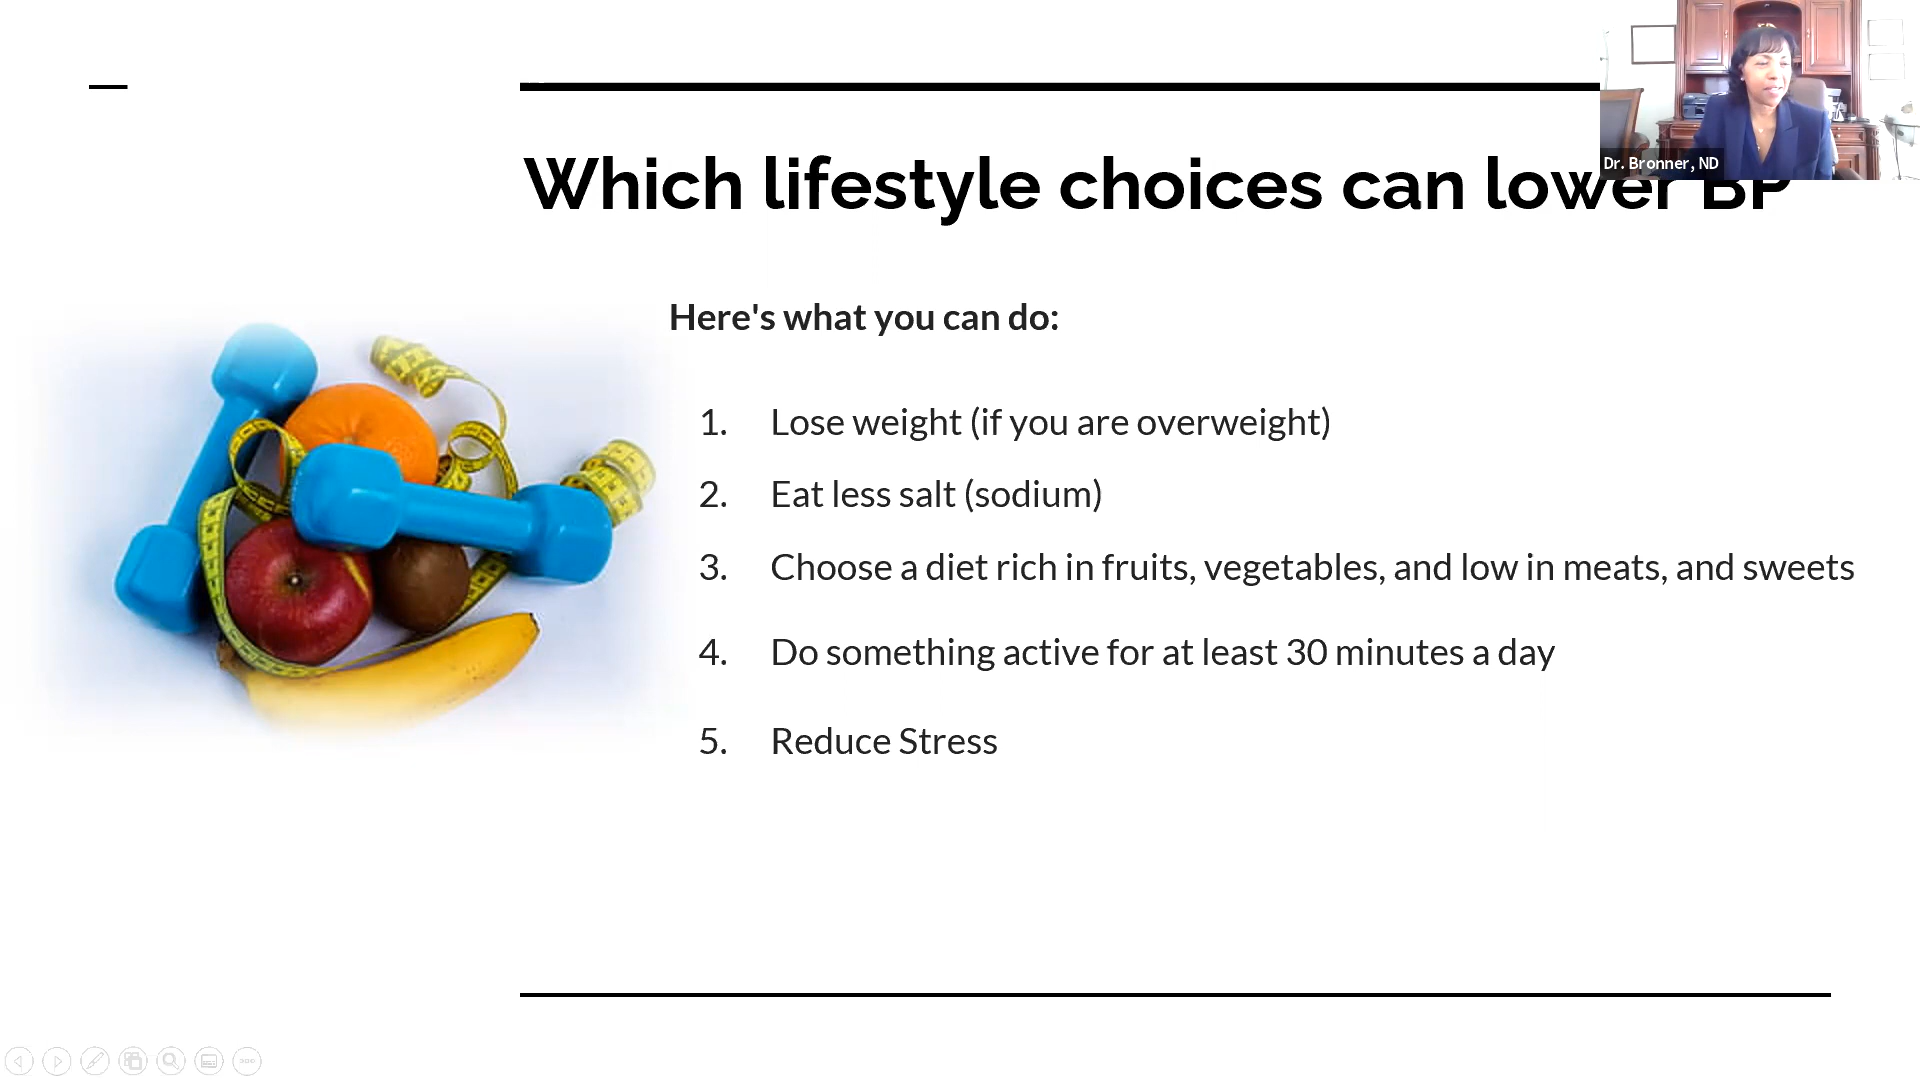 Which lifestyle choices can lower BP
Dr. Bronner, ND
Here's what you can do:
1. Lose weight (if you are overweight)
2. Eat less salt (sodium)
3. Choose a diet rich in fruits, vegetables, and low in meats, and sweets
4. Do something active for at least 30 minutes a day
5. Reduce Stress